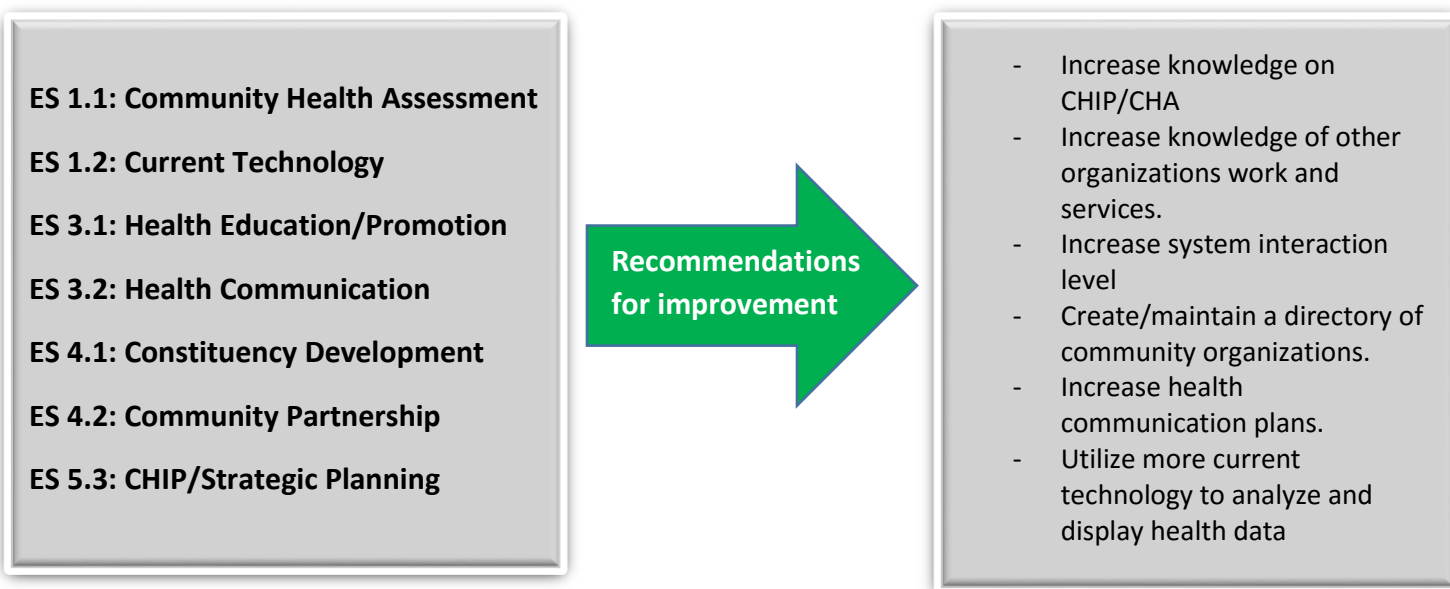 ES 1.1: Community Health Assessment
ES 1.2: Current Technology
ES 3.1: Health Education/Promotion
ES 3.2: Health Communication
ES 4.1: Constituency Development
ES 4.2: Community Partnership
ES 5.3: CHIP/Strategic Planning
Recommendations
for improvement
- Increase knowledge on
CHIP/CHA
- Increase knowledge of other
organizations work and
services.
- Increase system interaction
level
- Create/maintain a directory of
community organizations.
- Increase health
communication plans.
- Utilize more current
technology to analyze and
display health data